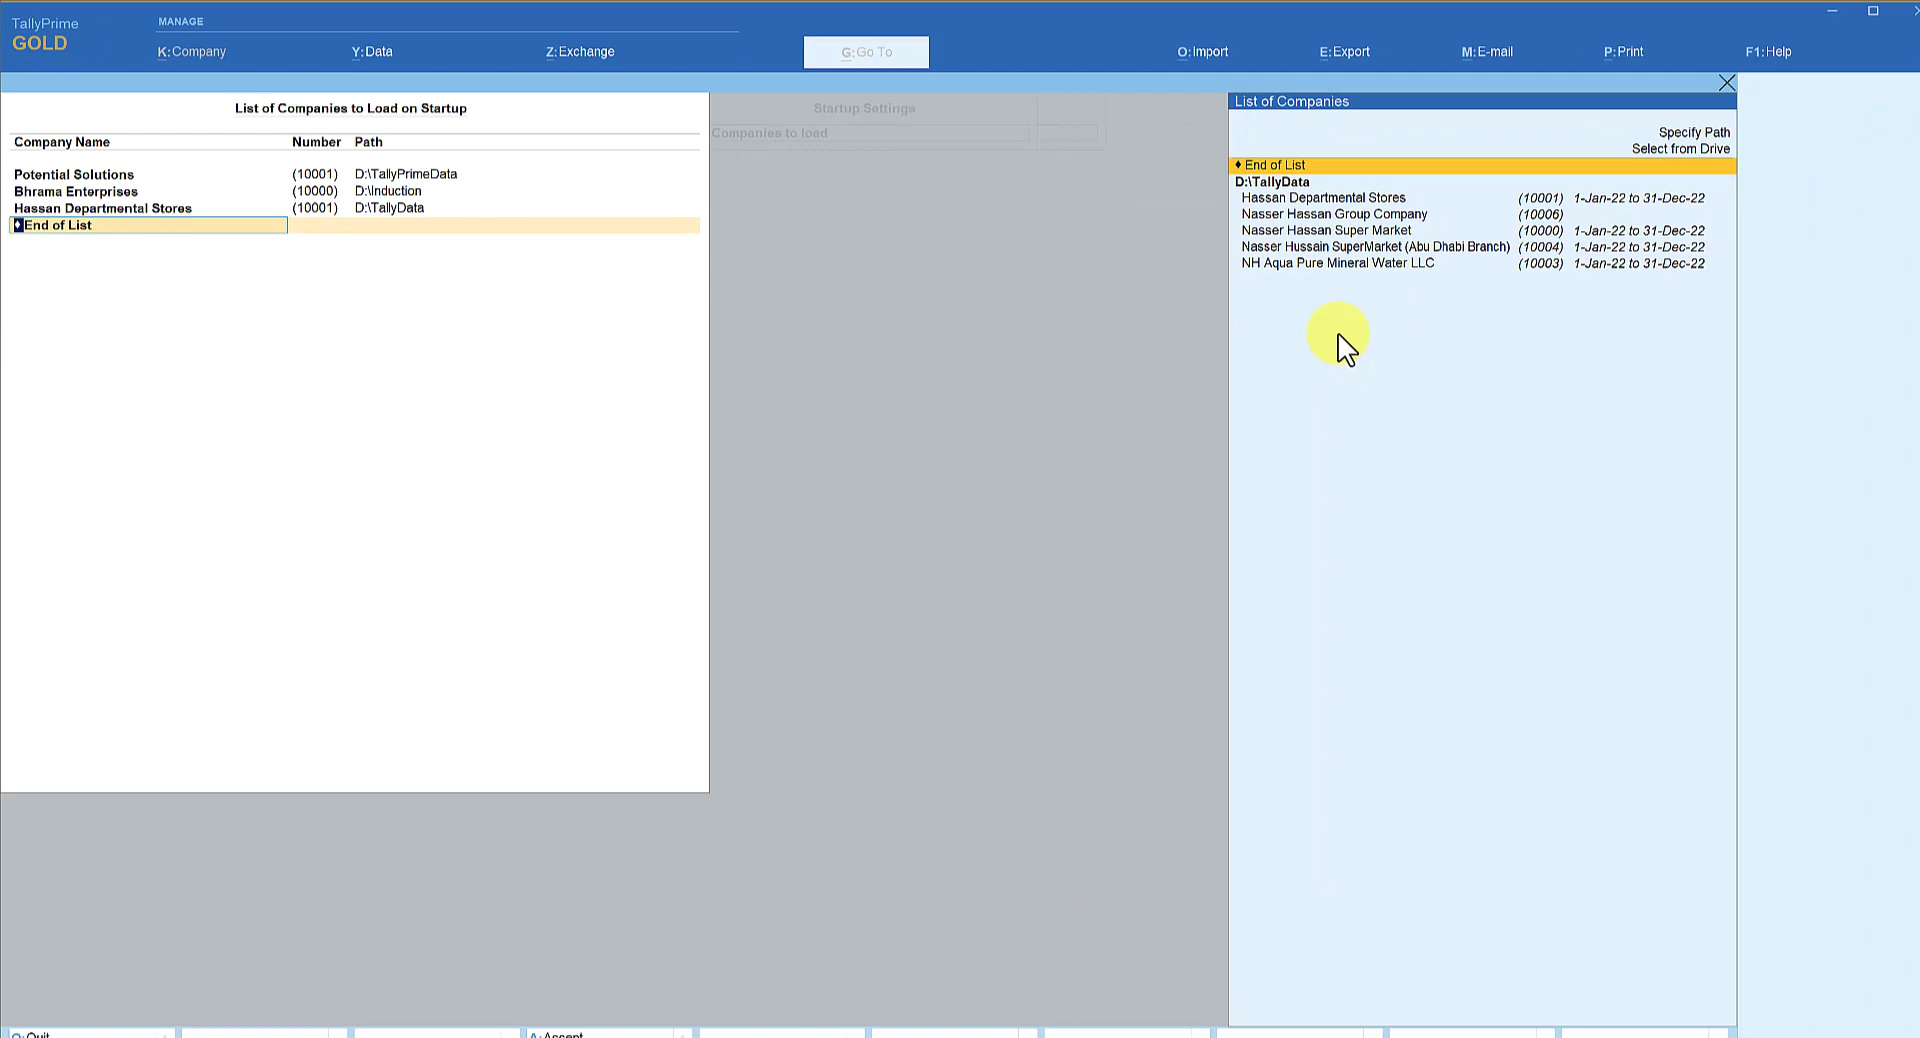 TallyPrime
GOLD
MANAGE
K:Company
Y:Data
Z:Exchange
G:Go To
O:Import
E:Export
M:E-mail
P:Print
F1:Help
List of Companies to Load on Startup
Company Name Number Path
Potential Solutions (10001) D:\TallyPrimeData
Bhrama Enterprises (10000) D:\Induction
Hassan Departmental Stores (10001) D:\TallyData
♦ End of List
Startup Settings
Companies to load
List of Companies
Specify Path
Select from Drive
♦ End of List
D:\TallyData
Hassan Departmental Stores (10001) 1-Jan-22 to 31-Dec-22
Nasser Hassan Group Company (10006)
Nasser Hassan Super Market (10000) 1-Jan-22 to 31-Dec-22
Nasser Hussain SuperMarket (Abu Dhabi Branch) (10004) 1-Jan-22 to 31-Dec-22
NH Aqua Pure Mineral Water LLC (10003) 1-Jan-22 to 31-Dec-22
Q:Quit
A:Accept